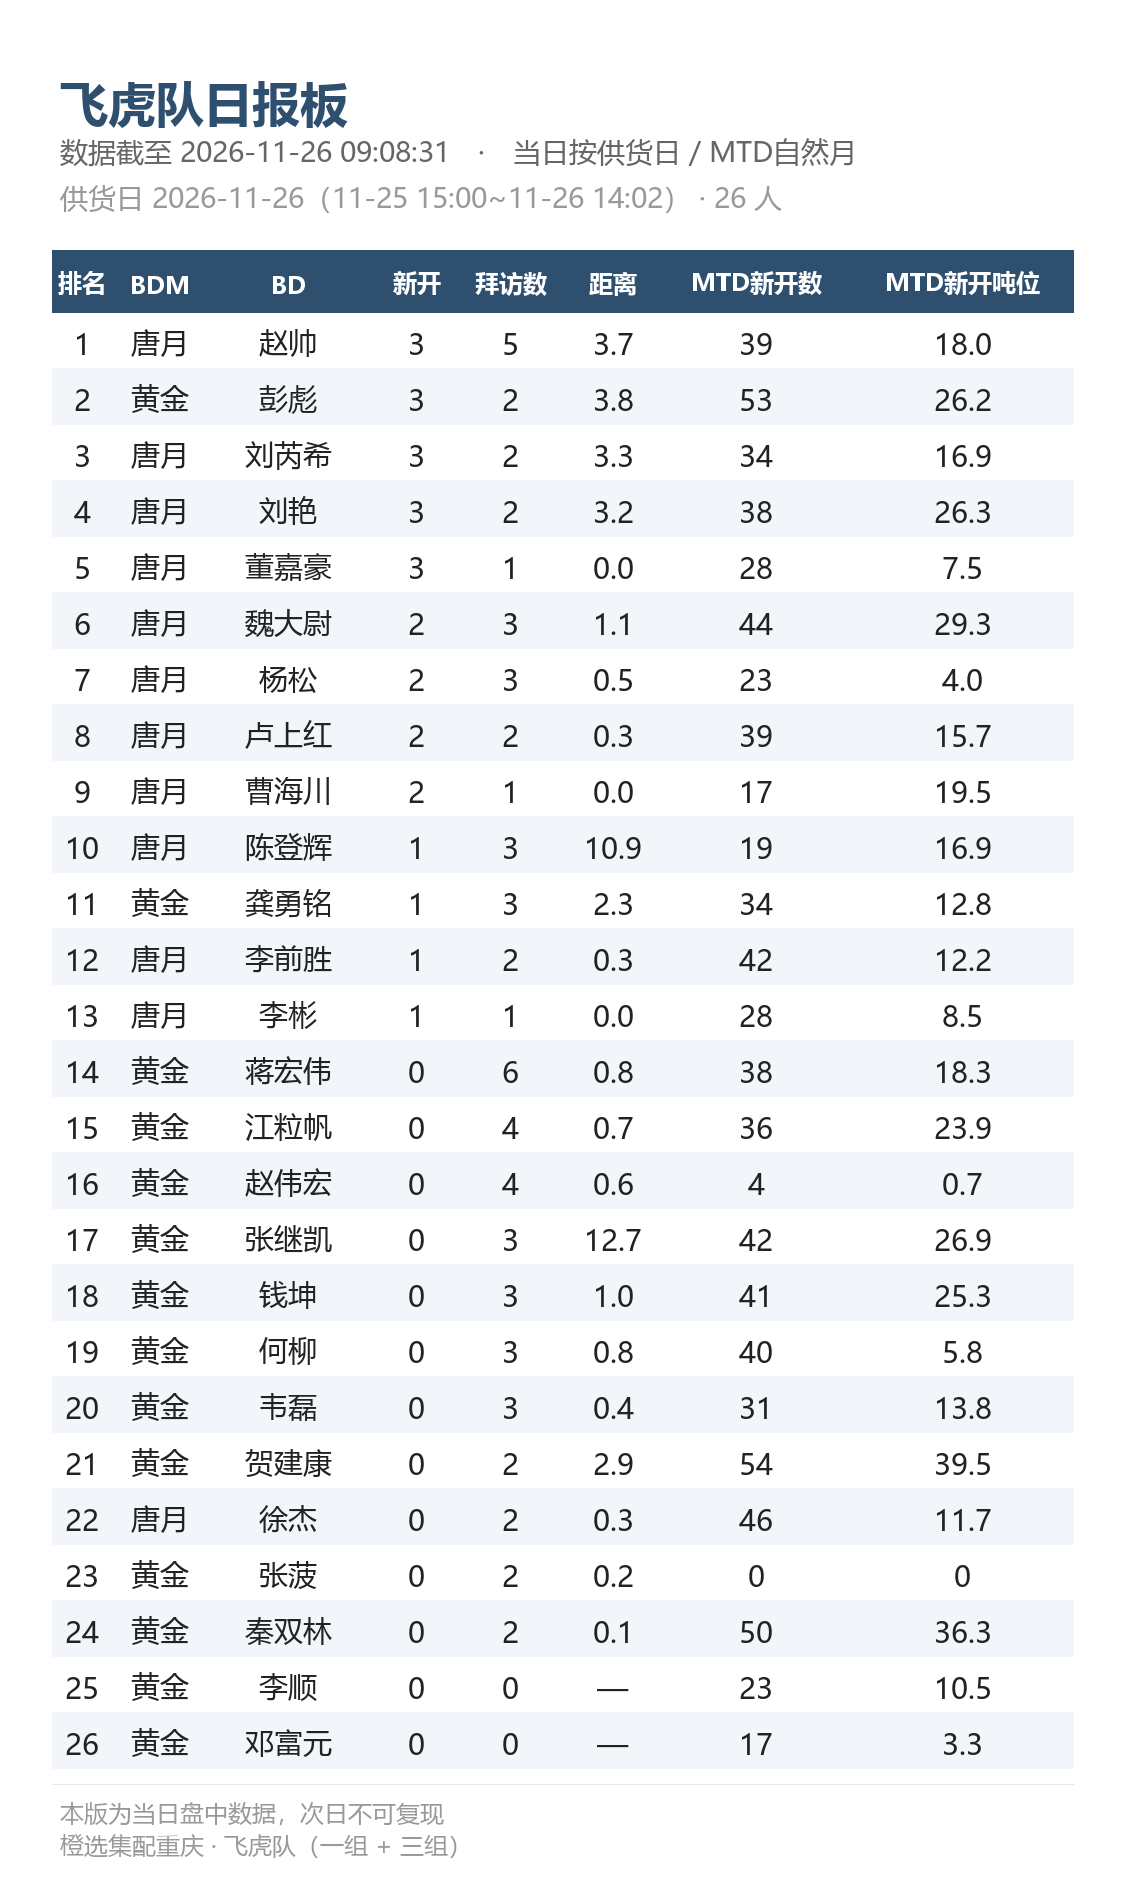 飞虎队日报板
数据截至 2026-11-26 09:08:31 · 当日按供货日 / MTD自然月
供货日 2026-11-26（11-25 15:00~11-26 14:02） · 26 人
排名 BDM BD 新开 拜访数 距离 MTD新开数 MTD新开吨位
1 唐月 赵帅 3 5 3.7 39 18.0
2 黄金 彭彪 3 2 3.8 53 26.2
3 唐月 刘芮希 3 2 3.3 34 16.9
4 唐月 刘艳 3 2 3.2 38 26.3
5 唐月 董嘉豪 3 1 0.0 28 7.5
6 唐月 魏大尉 2 3 1.1 44 29.3
7 唐月 杨松 2 3 0.5 23 4.0
8 唐月 卢上红 2 2 0.3 39 15.7
9 唐月 曹海川 2 1 0.0 17 19.5
10 唐月 陈登辉 1 3 10.9 19 16.9
11 黄金 龚勇铭 1 3 2.3 34 12.8
12 唐月 李前胜 1 2 0.3 42 12.2
13 唐月 李彬 1 1 0.0 28 8.5
14 黄金 蒋宏伟 0 6 0.8 38 18.3
15 黄金 江粒帆 0 4 0.7 36 23.9
16 黄金 赵伟宏 0 4 0.6 4 0.7
17 黄金 张继凯 0 3 12.7 42 26.9
18 黄金 钱坤 0 3 1.0 41 25.3
19 黄金 何柳 0 3 0.8 40 5.8
20 黄金 韦磊 0 3 0.4 31 13.8
21 黄金 贺建康 0 2 2.9 54 39.5
22 唐月 徐杰 0 2 0.3 46 11.7
23 黄金 张菠 0 2 0.2 0 0
24 黄金 秦双林 0 2 0.1 50 36.3
25 黄金 李顺 0 0 — 23 10.5
26 黄金 邓富元 0 0 — 17 3.3
本版为当日盘中数据，次日不可复现
橙选集配重庆 · 飞虎队（一组 + 三组）